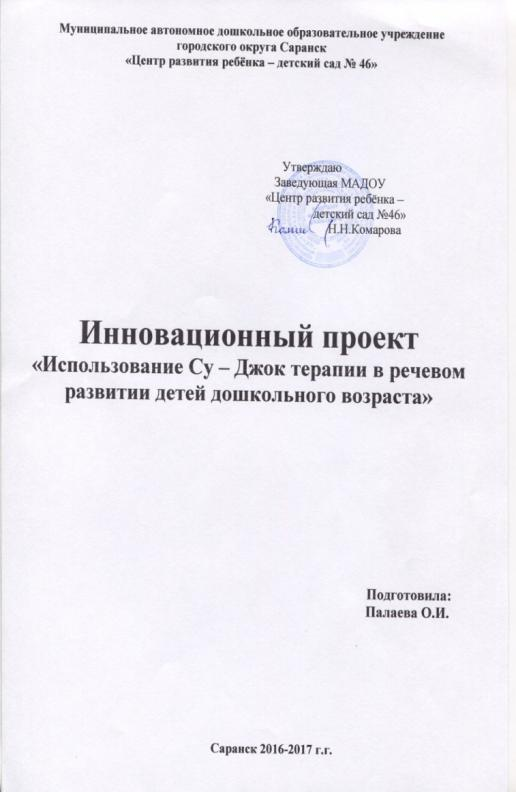 Муниципальное автономное дошкольное образовательное учреждение
городского округа Саранск
«Центр развития ребёнка – детский сад № 46»
Утверждаю
Заведующая МАДОУ
«Центр развития ребёнка –
детский сад №46»
Н.Н.Комарова
Инновационный проект
«Использование Су – Джок терапии в речевом
развитии детей дошкольного возраста»
Подготовила:
Палаева О.И.
Саранск 2016-2017 г.г.